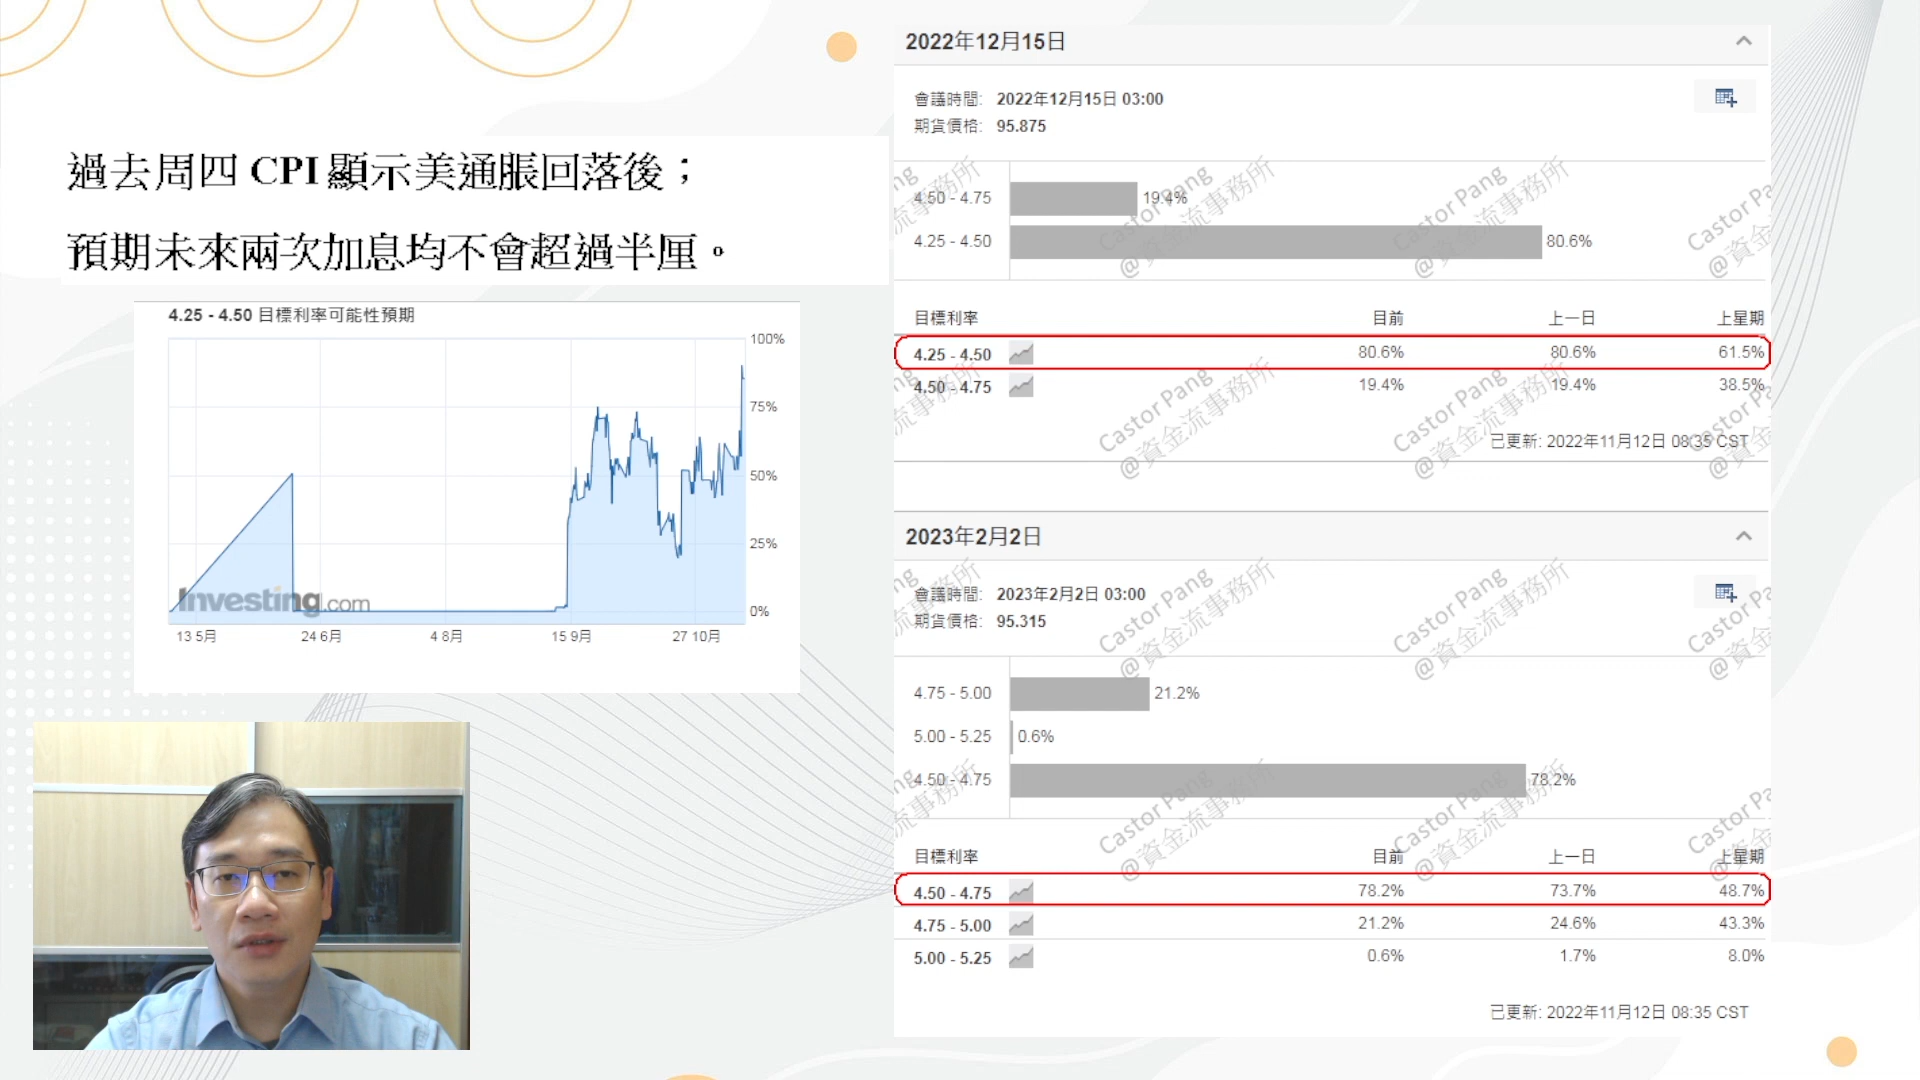 過去周四 CPI 顯示美通脹回落後；
預期未來兩次加息均不會超過半厘。
4.25 - 4.50 目標利率可能性預期
100%
75%
50%
25%
0%
Investing.com
13 5月 24 6月 4 8月 15 9月 27 10月
2022年12月15日
會議時間: 2022年12月15日 03:00
期貨價格: 95.875
4.50 - 4.75 19.4%
4.25 - 4.50 80.6%
目標利率 目前 上一日 上星期
4.25 - 4.50 80.6% 80.6% 61.5%
4.50 - 4.75 19.4% 19.4% 38.5%
已更新: 2022年11月12日 08:35 CST
2023年2月2日
會議時間: 2023年2月2日 03:00
期貨價格: 95.315
4.75 - 5.00 21.2%
5.00 - 5.25 0.6%
4.50 - 4.75 78.2%
目標利率 目前 上一日 上星期
4.50 - 4.75 78.2% 73.7% 48.7%
4.75 - 5.00 21.2% 24.6% 43.3%
5.00 - 5.25 0.6% 1.7% 8.0%
已更新: 2022年11月12日 08:35 CST
Castor Pang
@資金流事務所